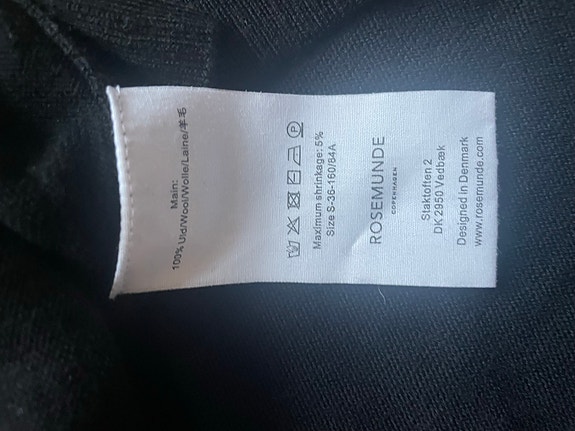 Main:
100% Uld/Wool/Wolle/Laine/羊毛
P
Maximum shrinkage: 5%
Size S-36-160/84A
ROSEMUNDE
COPENHAGEN
Staktoften 2
DK 2950 Vedbæk
Designed in Denmark
www.rosemunde.com